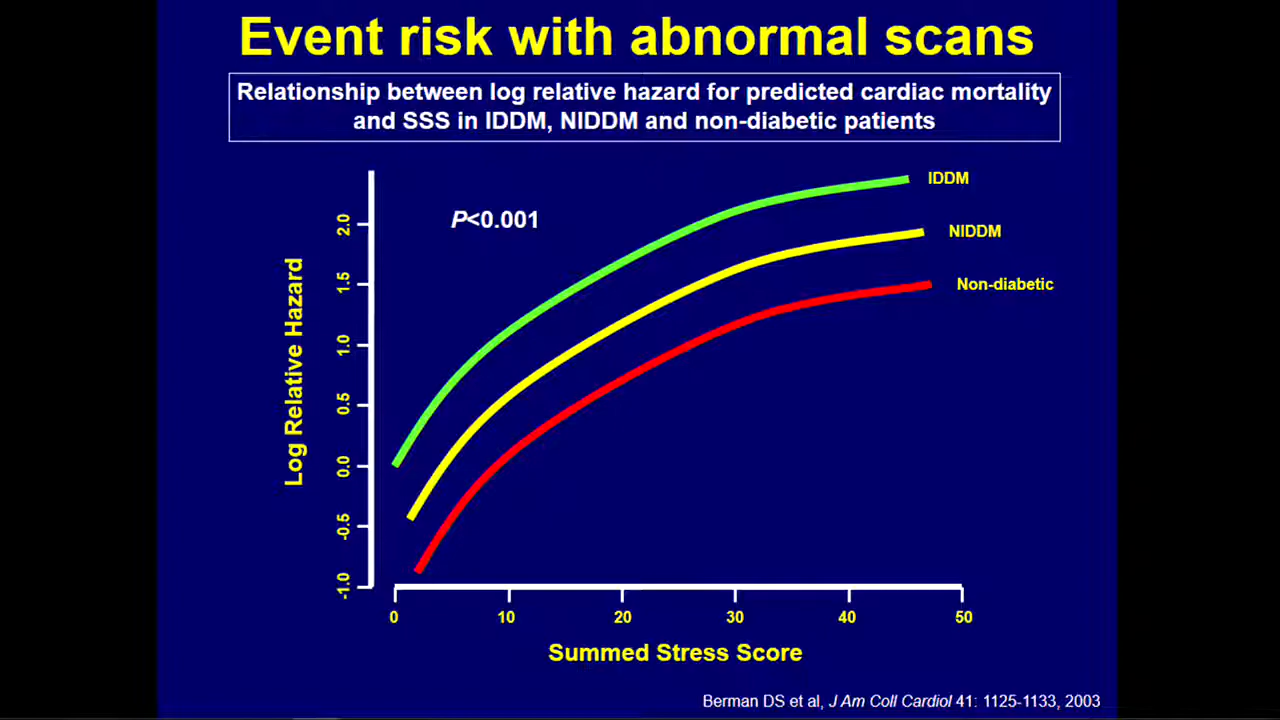 Event risk with abnormal scans
Relationship between log relative hazard for predicted cardiac mortality
and SSS in IDDM, NIDDM and non-diabetic patients
IDDM
P<0.001
2.0
NIDDM
1.5
Non-diabetic
1.0
0.5
0.0
-0.5
-1.0
Log Relative Hazard
0 10 20 30 40 50
Summed Stress Score
Berman DS et al, J Am Coll Cardiol 41: 1125-1133, 2003